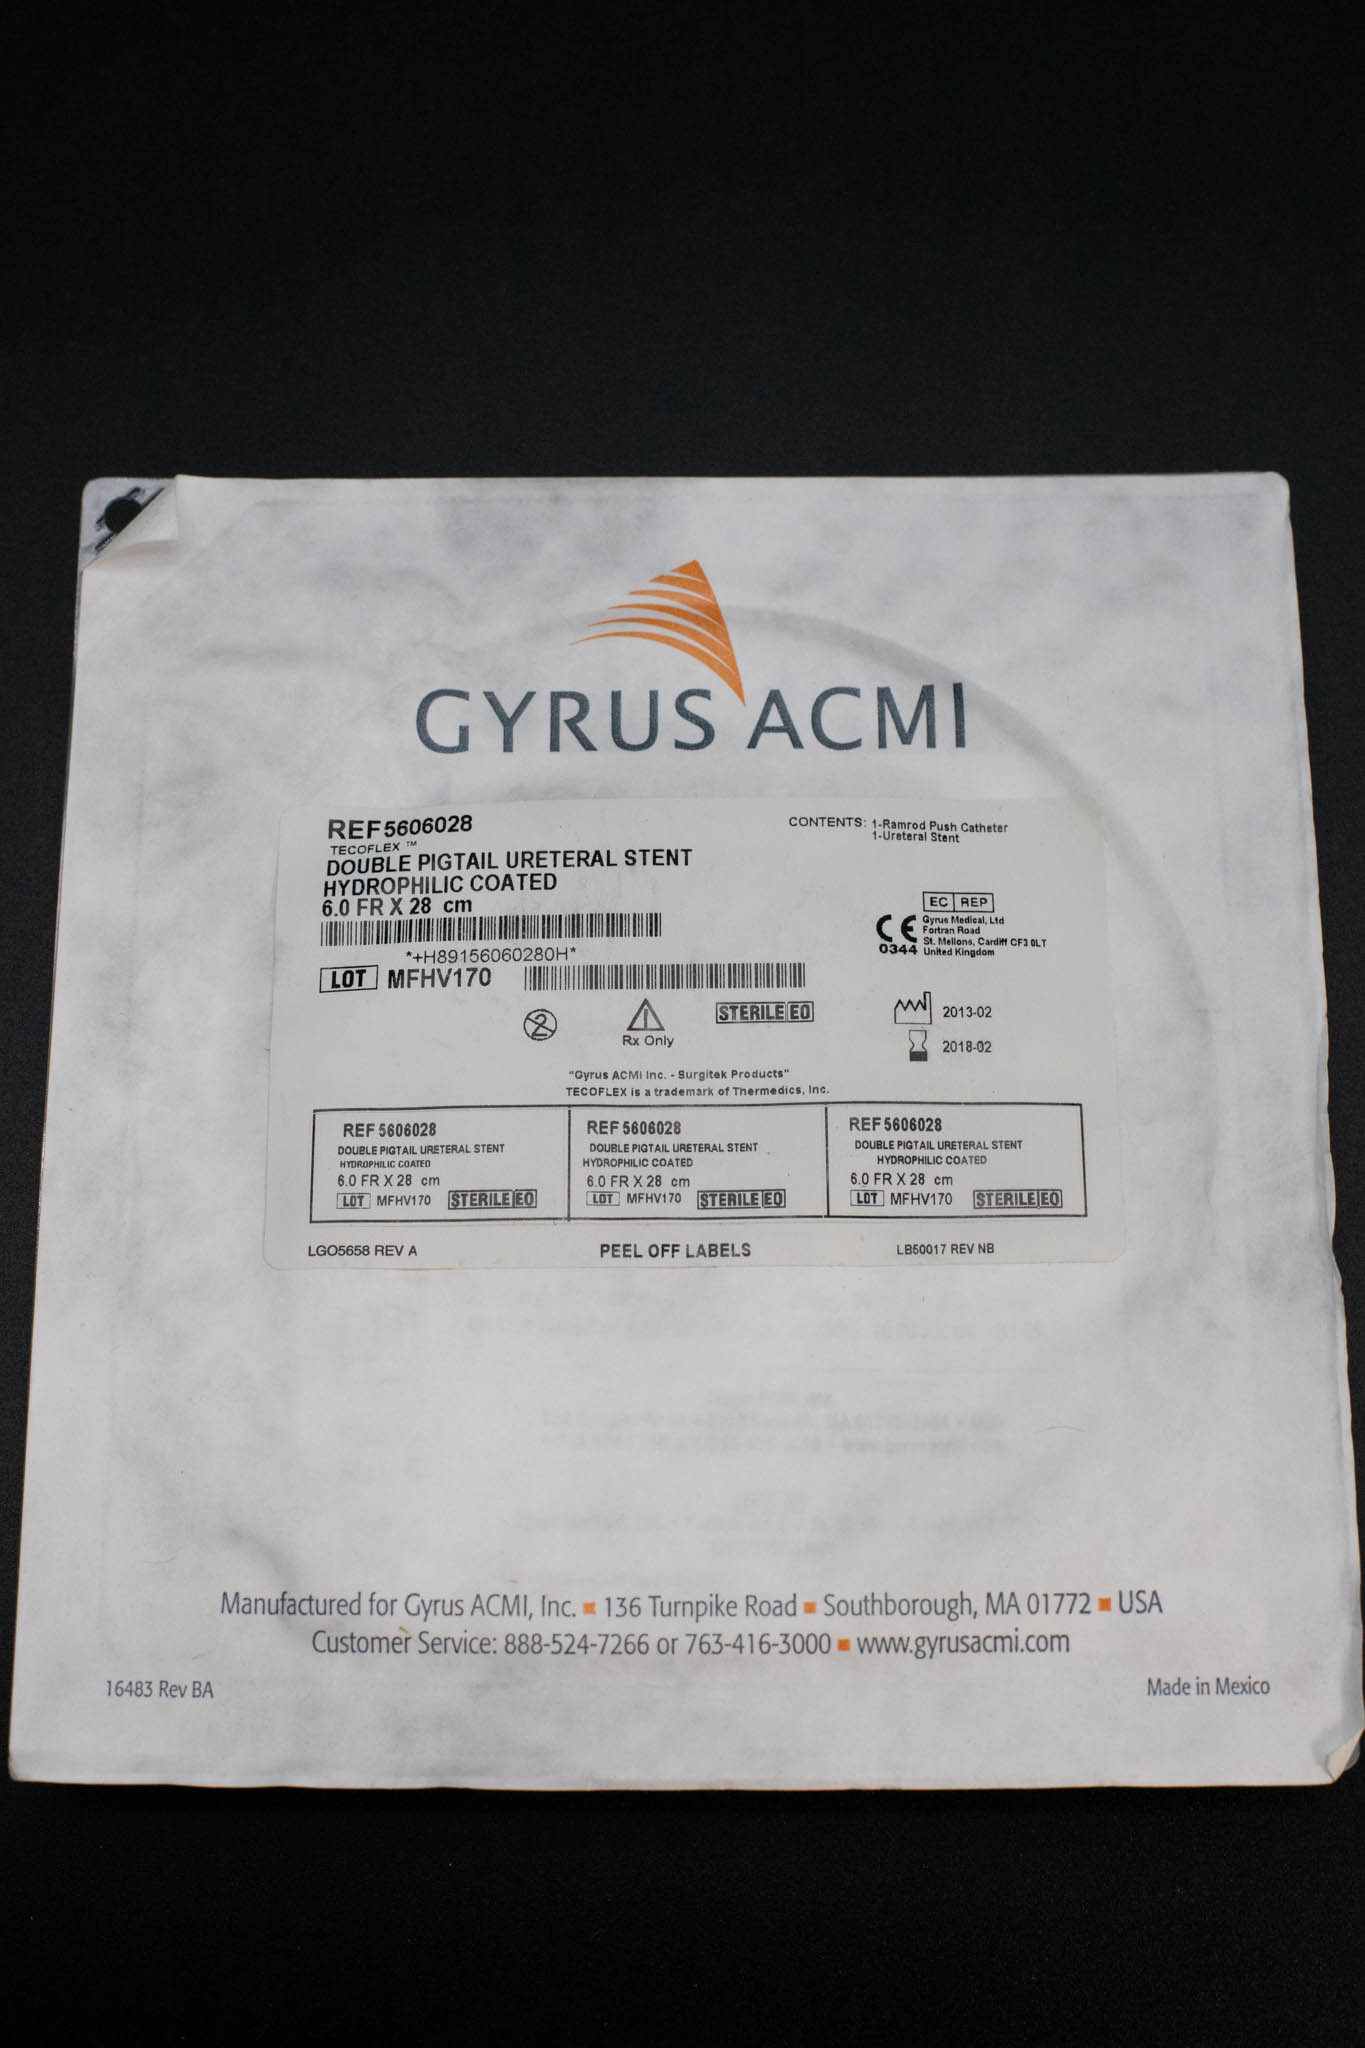 GYRUS ACMI
REF 5606028
TECOFLEX ™
DOUBLE PIGTAIL URETERAL STENT
HYDROPHILIC COATED
6.0 FR X 28 cm
*+H89156060280H*
LOT MFHV170
CONTENTS: 1-Ramrod Push Catheter
1-Ureteral Stent
EC REP
Gyrus Medical, Ltd
Fortran Road
St. Mellons, Cardiff CF3 0LT
United Kingdom
CE
0344
2
Rx Only
STERILE EO
2013-02
2018-02
"Gyrus ACMI Inc. - Surgitek Products"
TECOFLEX is a trademark of Thermedics, Inc.
REF 5606028
DOUBLE PIGTAIL URETERAL STENT
HYDROPHILIC COATED
6.0 FR X 28 cm
LOT MFHV170 STERILE EO
REF 5606028
DOUBLE PIGTAIL URETERAL STENT
HYDROPHILIC COATED
6.0 FR X 28 cm
LOT MFHV170 STERILE EO
REF 5606028
DOUBLE PIGTAIL URETERAL STENT
HYDROPHILIC COATED
6.0 FR X 28 cm
LOT MFHV170 STERILE EO
LGO5658 REV A
PEEL OFF LABELS
LB50017 REV NB
Manufactured for Gyrus ACMI, Inc. ▪ 136 Turnpike Road ▪ Southborough, MA 01772 ▪ USA
Customer Service: 888-524-7266 or 763-416-3000 ▪ www.gyrusacmi.com
16483 Rev BA
Made in Mexico